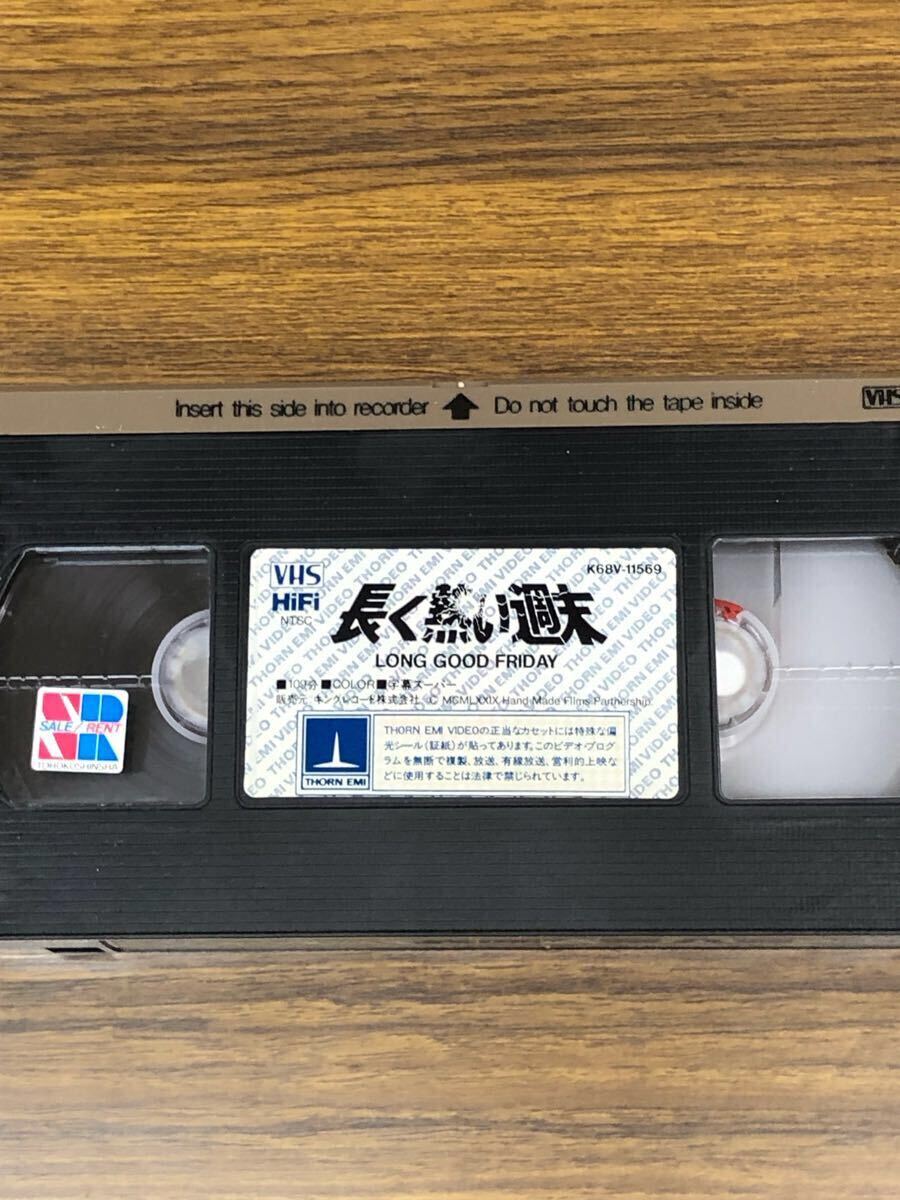 Insert this side into recorder Do not touch the tape inside
VHS
VHS
HiFi
NTSC
K68V-11569
長く熱い週末
LONG GOOD FRIDAY
■109分■COLOR■字幕スーパー
販売元 キングレコード株式会社 © MCMLXXIX Hand Made Films Partnership.
THORN EMI
THORN EMI VIDEOの正当なカセットには特殊な偏
光シール(証紙)が貼ってあります。このビデオ・プログ
ラムを無断で複製、放送、有線放送、営利的上映な
どに使用することは法律で禁じられています。
SALE/RENT
TOHOKUSHINSHA
THORN EMI VIDEO